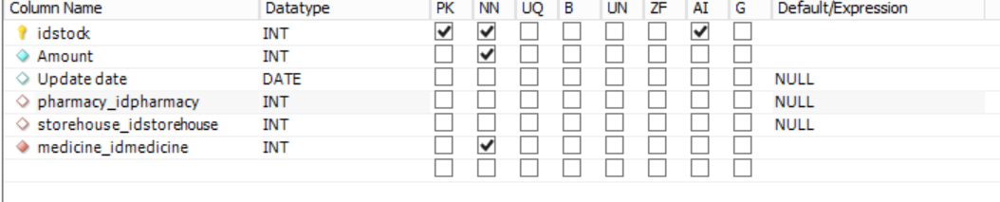 Column Name Datatype PK NN UQ B UN ZF AI G Default/Expression
idstock INT
Amount INT
Update date DATE NULL
pharmacy_idpharmacy INT NULL
storehouse_idstorehouse INT NULL
medicine_idmedicine INT